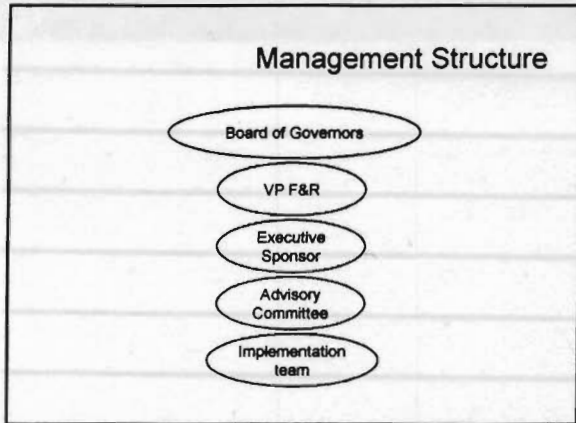 Management Structure
Board of Governors
VP F&R
Executive
Sponsor
Advisory
Committee
Implementation
team